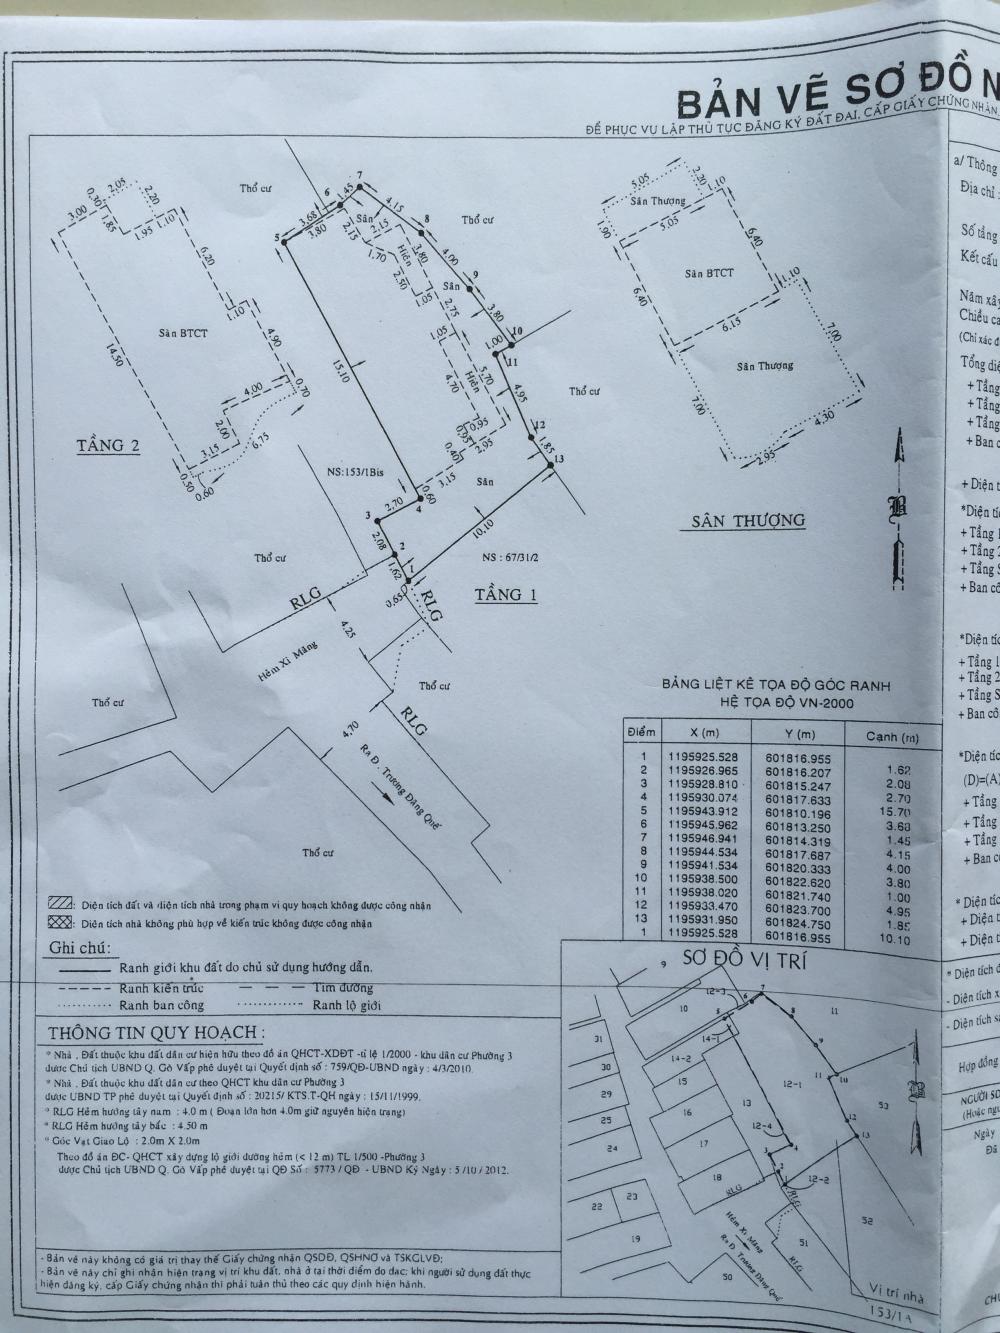 BẢN VẼ SƠ ĐỒ N
ĐỂ PHỤC VỤ LẬP THỦ TỤC ĐĂNG KÝ ĐẤT ĐAI, CẤP GIẤY CHỨNG NHẬN,
a/ Thông
Địa chỉ :
Số tầng
Kết cấu
Năm xây
Chiều ca
(Chỉ xác đ
Tổng diệ
+ Tầng
+ Tầng
+ Tầng
+ Ban c
+ Diện t
*Diện tíc
+ Tầng 1
+ Tầng 2
+ Tầng S
+ Ban cô
*Diện tíc
+ Tầng 1
+ Tầng 2
+ Tầng S
+ Ban cô
*Diện tíc
(D)=(A)
+ Tầng
+ Tầng
+ Tầng
+ Ban c
* Diện tíc
+ Diện t
+ Diện t
* Diện tích đ
- Diện tích x
- Diện tích sà
Hợp đồng
NGƯỜI SD
(Hoặc ngu
Ngày
Đã
Thổ cư
Thổ cư
Thổ cư
Thổ cư
Thổ cư
Thổ cư
Thổ cư
3.00 0.30 2.05 1.85 2.20 1.95 1.10
6.20
1.10
4.90
14.50
Sàn BTCT
4.00
0.70
2.00
3.15
6.75
0.50
0.60
TẦNG 2
5 6 7 8 9 10 11 12 13 1 2 3 4
3.68
3.80
1.45
4.15
4.00
3.80
1.00
4.95
1.85
10.10
15.10
2.70
2.08
1.62
0.65
Sân
2.15
2.15
1.70
2.50
1.05
3.80
Hiên
2.75
1.05
Sân
5.70
4.70
Hiên
0.95
0.95
2.95
0.40
3.15
0.60
Sân
NS:153/1Bis
NS : 67/31/2
TẦNG 1
5.05
2.20
1.10
Sân Thượng
1.90
5.05
6.40
Sàn BTCT
6.40
6.15
1.10
7.00
Sân Thượng
7.00
4.30
2.95
SÂN THƯỢNG
B
RLG
RLG
RLG
4.25
Hẻm Xi Măng
4.70
Ra Đ. Trương Đăng Quế
BẢNG LIỆT KÊ TỌA ĐỘ GÓC RANH
HỆ TỌA ĐỘ VN-2000
Điểm X (m) Y (m) Cạnh (m)
1 1195925.528 601816.955
1.62
2 1195926.965 601816.207
2.08
3 1195928.810 601815.247
2.70
4 1195930.074 601817.633
15.70
5 1195943.912 601810.196
3.68
6 1195945.962 601813.250
1.45
7 1195946.941 601814.319
4.15
8 1195944.534 601817.687
4.00
9 1195941.534 601820.333
3.80
10 1195938.500 601822.620
1.00
11 1195938.020 601821.740
4.95
12 1195933.470 601823.700
1.85
13 1195931.950 601824.750
10.10
1 1195925.528 601816.955
: Diện tích đất và diện tích nhà trong phạm vi quy hoạch không được công nhận
: Diện tích nhà không phù hợp về kiến trúc không được công nhận
Ghi chú:
Ranh giới khu đất do chủ sử dụng hướng dẫn.
Ranh kiến trúc
Tim đường
Ranh ban công
Ranh lộ giới
THÔNG TIN QUY HOẠCH :
* Nhà , Đất thuộc khu đất dân cư hiện hữu theo đồ án QHCT-XDĐT -tỉ lệ 1/2000 - khu dân cư Phường 3
được Chủ tịch UBND Q. Gò Vấp phê duyệt tại Quyết định số : 759/QĐ-UBND ngày : 4/3/2010.
* Nhà , Đất thuộc khu đất dân cư theo QHCT khu dân cư Phường 3
được UBND TP phê duyệt tại Quyết định số : 20215/ KTS.T-QH ngày : 15/11/1999.
* RLG Hẻm hướng tây nam : 4.0 m ( Đoạn lớn hơn 4.0m giữ nguyên hiện trạng)
* RLG Hẻm hướng tây bắc : 4.50 m
* Góc Vạt Giao Lộ : 2.0m X 2.0m
Theo đồ án ĐC- QHCT xây dựng lộ giới đường hẻm (< 12 m) TL 1/500 -Phường 3
được Chủ Tịch UBND Q. Gò Vấp phê duyệt tại QĐ Số : 5773 / QĐ - UBND Ký Ngày : 5 /10 / 2012.
- Bản vẽ này không có giá trị thay thế Giấy chứng nhận QSDĐ, QSHNƠ và TSKGLVĐ;
- Bản vẽ này chỉ ghi nhận hiện trạng vị trí khu đất, nhà ở tại thời điểm đo đạc; khi người sử dụng đất thực
hiện đăng ký, cấp Giấy chứng nhận thì phải tuân thủ theo các quy định hiện hành.
SƠ ĐỒ VỊ TRÍ
9
10
12-3
6
7
5
8
11
31
14-1
14-2
9
30
15
11
10
12-1
29
16
13
53
25
12-4
12
17
13
24
3
4
2
18
1
12-2
RLG
RLG
23
22
52
19
Hẻm Xi Măng
51
Ra Đ. Trương Đăng Quế
RLG
50
Vị trí nhà
153/1A
CHỦ